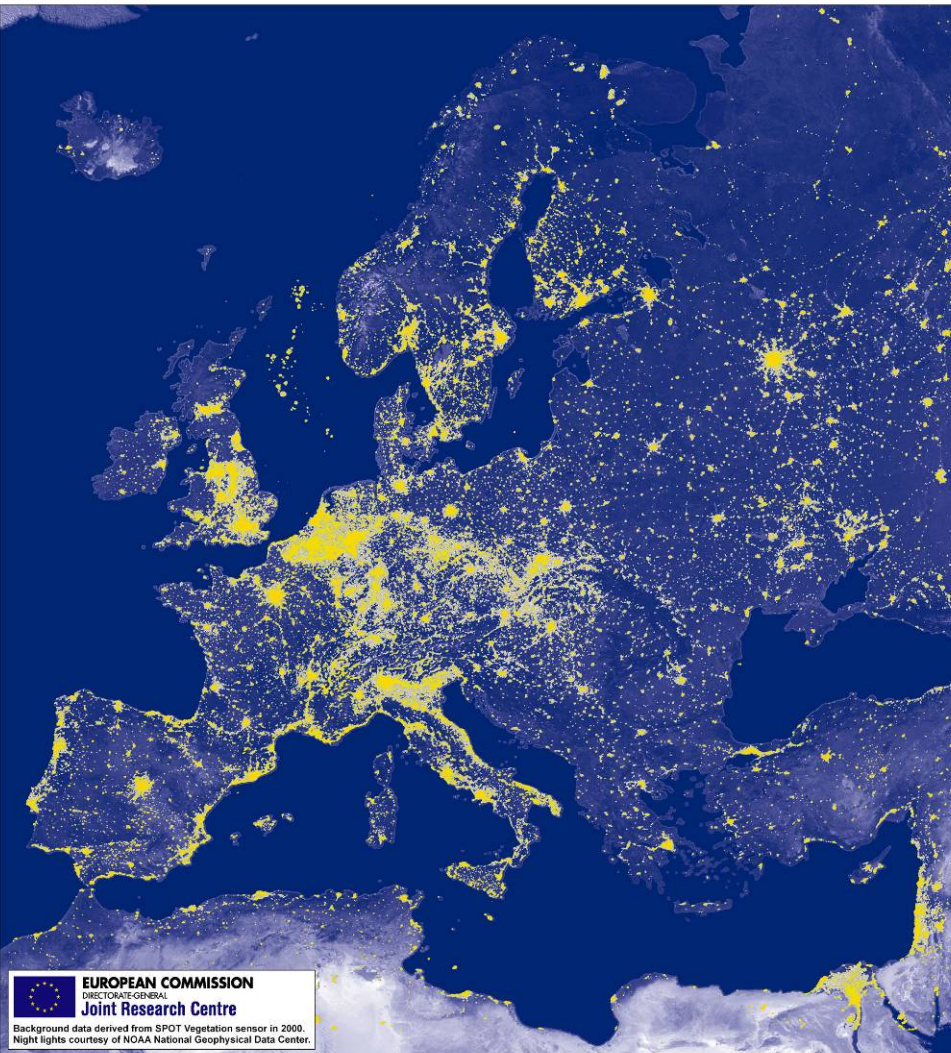 EUROPEAN COMMISSION
DIRECTORATE-GENERAL
Joint Research Centre
Background data derived from SPOT Vegetation sensor in 2000.
Night lights courtesy of NOAA National Geophysical Data Center.